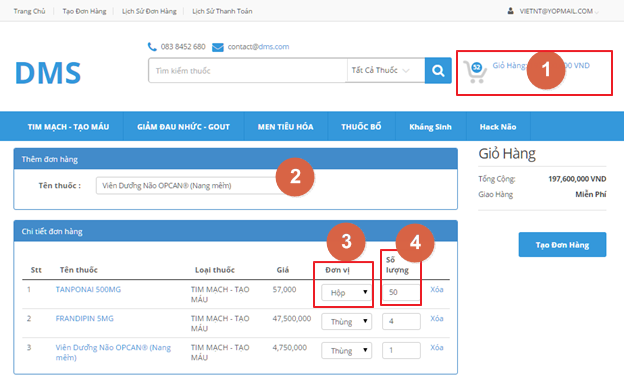 Trang Chủ Tạo Đơn Hàng Lịch Sử Đơn Hàng Lịch Sử Thanh Toán VIETNT@YOPMAIL.COM ..
083 8452 680 contact@dms.com
DMS
Tìm kiếm thuốc Tất Cả Thuốc
52 Giỏ Hàng: 00 VND
1
TIM MẠCH - TẠO MÁU GIẢM ĐAU NHỨC - GOUT MEN TIÊU HÓA THUỐC BỔ Kháng Sinh Hack Não
Thêm đơn hàng
Tên thuốc : Viên Dưỡng Não OPCAN® (Nang mềm)
2
Giỏ Hàng
Tổng Cộng: 197,600,000 VND
Giao Hàng Miễn Phí
Tạo Đơn Hàng
Chi tiết đơn hàng
3 4
Stt Tên thuốc Loại thuốc Giá Đơn vị Số lượng
1 TANPONAI 500MG TIM MẠCH - TẠO MÁU 57,000 Hộp 50 Xóa
2 FRANDIPIN 5MG TIM MẠCH - TẠO MÁU 47,500,000 Thùng 4 Xóa
3 Viên Dưỡng Não OPCAN® (Nang mềm) TIM MẠCH - TẠO MÁU 4,750,000 Thùng 1 Xóa